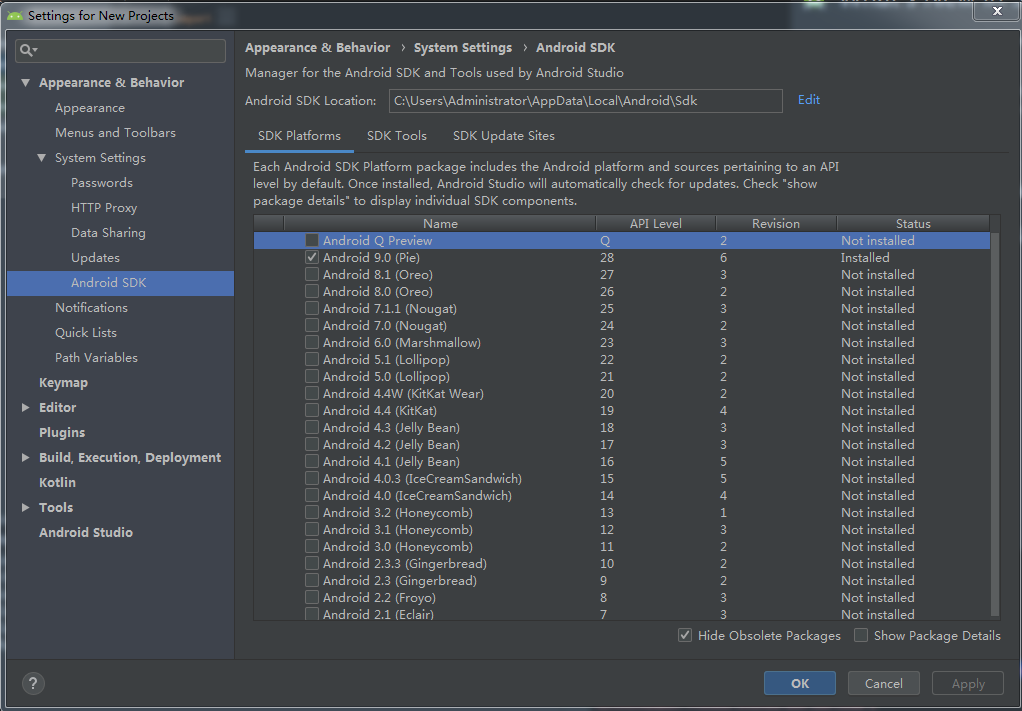 Settings for New Projects
Appearance & Behavior
Appearance
Menus and Toolbars
System Settings
Passwords
HTTP Proxy
Data Sharing
Updates
Android SDK
Notifications
Quick Lists
Path Variables
Keymap
Editor
Plugins
Build, Execution, Deployment
Kotlin
Tools
Android Studio
Appearance & Behavior › System Settings › Android SDK
Manager for the Android SDK and Tools used by Android Studio
Android SDK Location: C:\Users\Administrator\AppData\Local\Android\Sdk Edit
SDK Platforms SDK Tools SDK Update Sites
Each Android SDK Platform package includes the Android platform and sources pertaining to an API
level by default. Once installed, Android Studio will automatically check for updates. Check "show
package details" to display individual SDK components.
Name API Level Revision Status
Android Q Preview Q 2 Not installed
Android 9.0 (Pie) 28 6 Installed
Android 8.1 (Oreo) 27 3 Not installed
Android 8.0 (Oreo) 26 2 Not installed
Android 7.1.1 (Nougat) 25 3 Not installed
Android 7.0 (Nougat) 24 2 Not installed
Android 6.0 (Marshmallow) 23 3 Not installed
Android 5.1 (Lollipop) 22 2 Not installed
Android 5.0 (Lollipop) 21 2 Not installed
Android 4.4W (KitKat Wear) 20 2 Not installed
Android 4.4 (KitKat) 19 4 Not installed
Android 4.3 (Jelly Bean) 18 3 Not installed
Android 4.2 (Jelly Bean) 17 3 Not installed
Android 4.1 (Jelly Bean) 16 5 Not installed
Android 4.0.3 (IceCreamSandwich) 15 5 Not installed
Android 4.0 (IceCreamSandwich) 14 4 Not installed
Android 3.2 (Honeycomb) 13 1 Not installed
Android 3.1 (Honeycomb) 12 3 Not installed
Android 3.0 (Honeycomb) 11 2 Not installed
Android 2.3.3 (Gingerbread) 10 2 Not installed
Android 2.3 (Gingerbread) 9 2 Not installed
Android 2.2 (Froyo) 8 3 Not installed
Android 2.1 (Eclair) 7 3 Not installed
Hide Obsolete Packages Show Package Details
? OK Cancel Apply